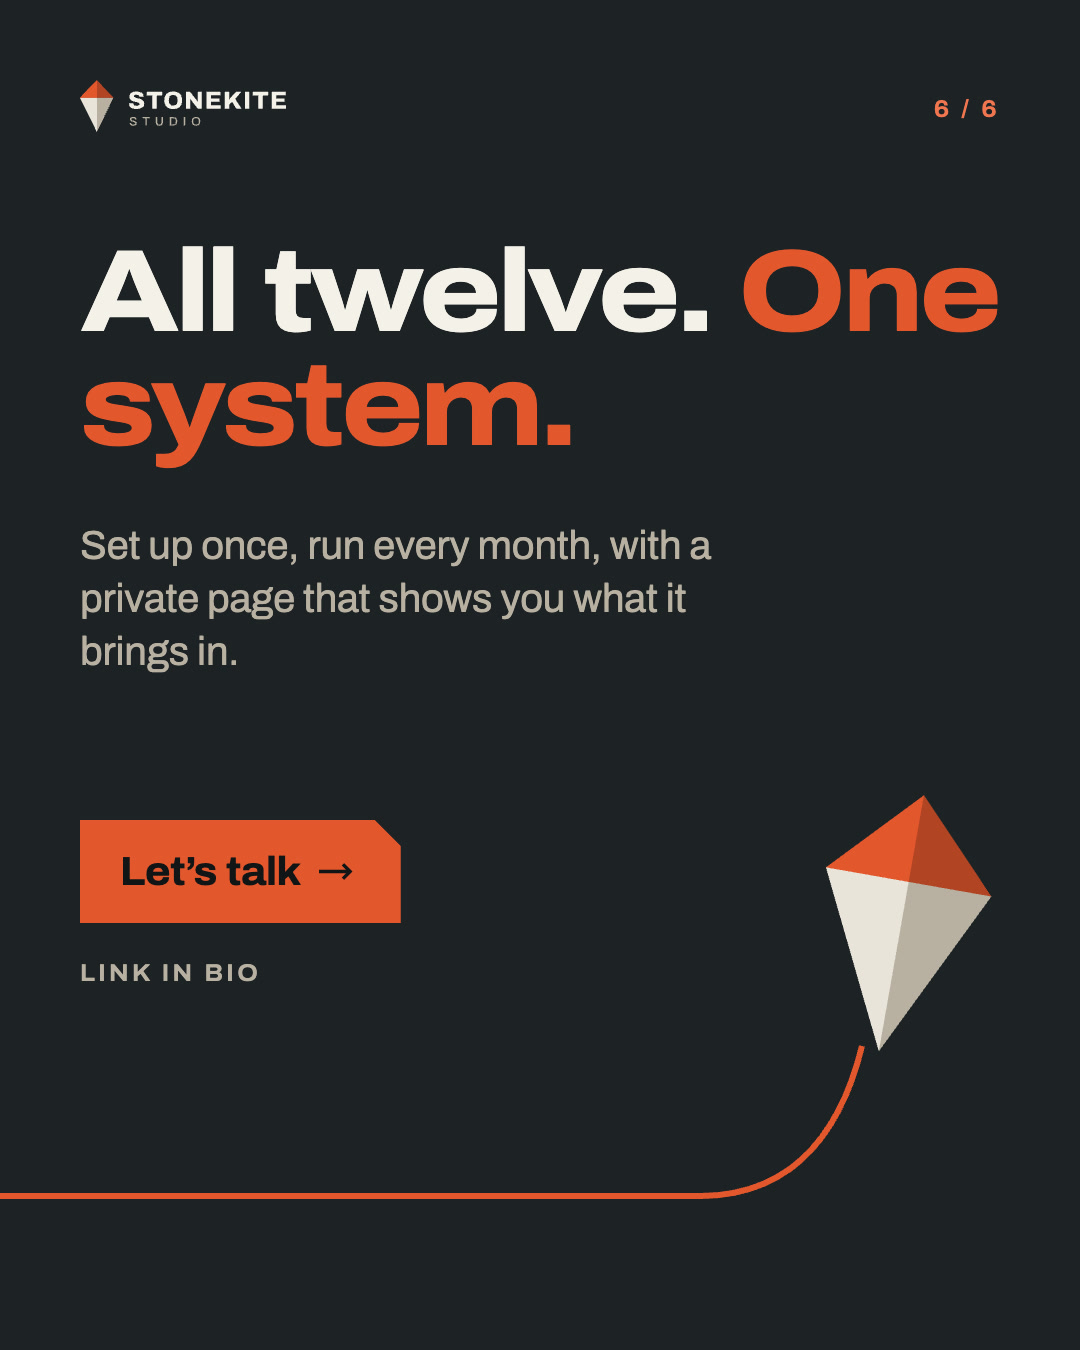 STONEKITE
STUDIO
6 / 6
All twelve. One
system.
Set up once, run every month, with a
private page that shows you what it
brings in.
Let’s talk →
LINK IN BIO